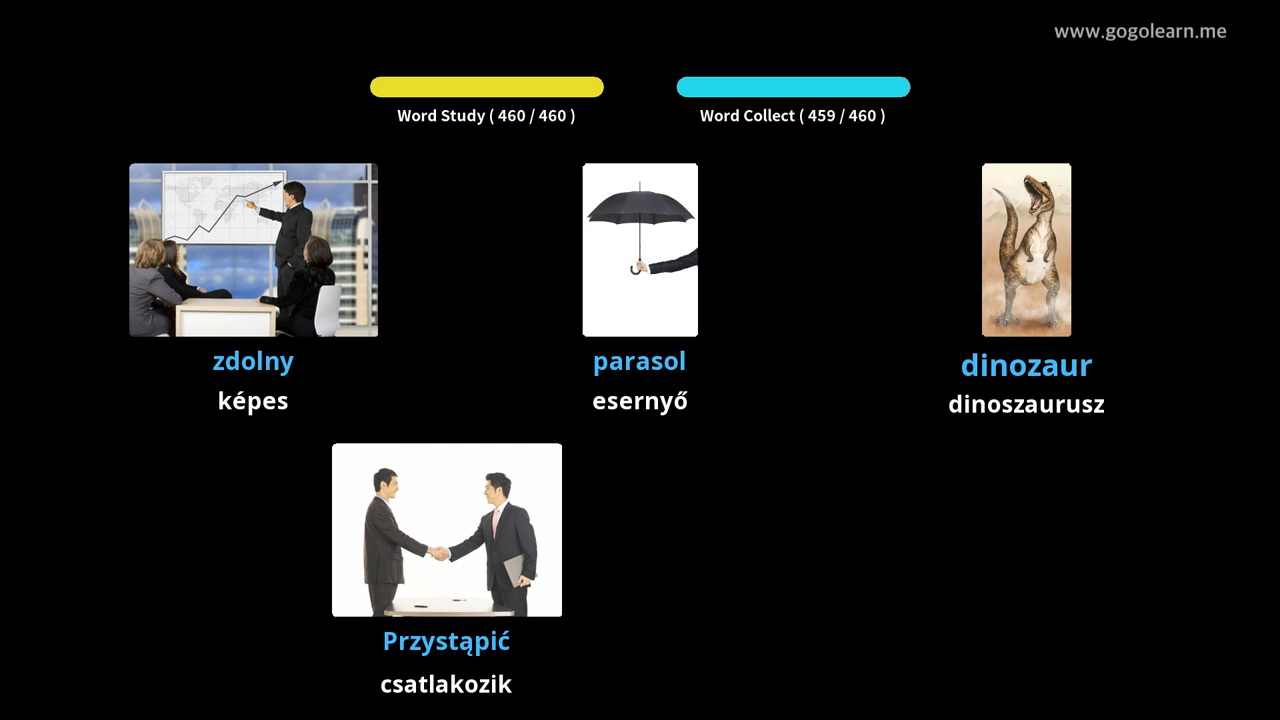 www.gogolearn.me
Word Study ( 460 / 460 )
Word Collect ( 459 / 460 )
zdolny
képes
parasol
esernyő
dinozaur
dinoszaurusz
Przystąpić
csatlakozik